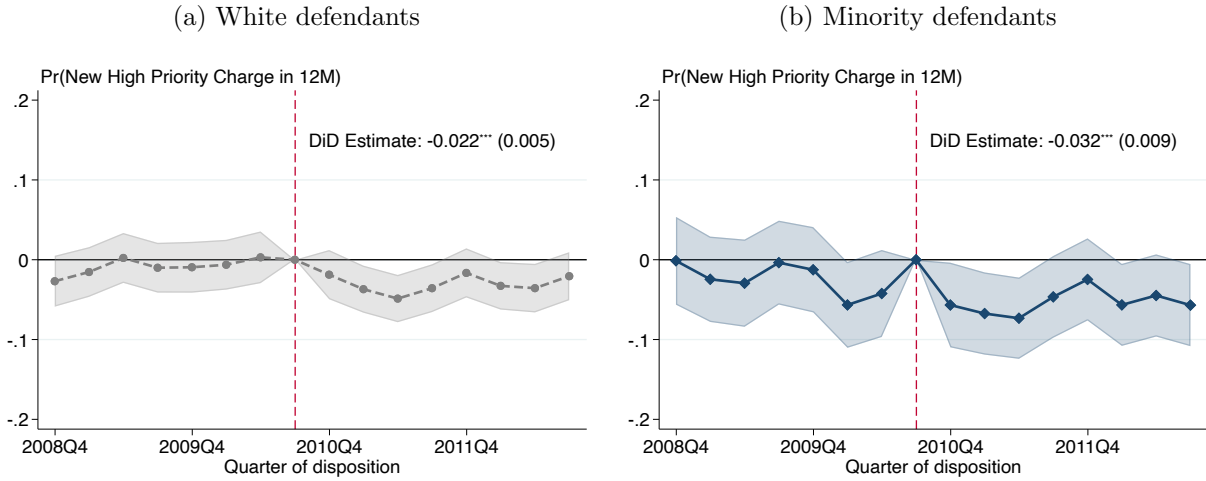 (a) White defendants
Pr(New High Priority Charge in 12M)
.2
.1
0
-.1
-.2
DiD Estimate: -0.022*** (0.005)
2008Q4 2009Q4 2010Q4 2011Q4
Quarter of disposition
(b) Minority defendants
Pr(New High Priority Charge in 12M)
.2
.1
0
-.1
-.2
DiD Estimate: -0.032*** (0.009)
2008Q4 2009Q4 2010Q4 2011Q4
Quarter of disposition